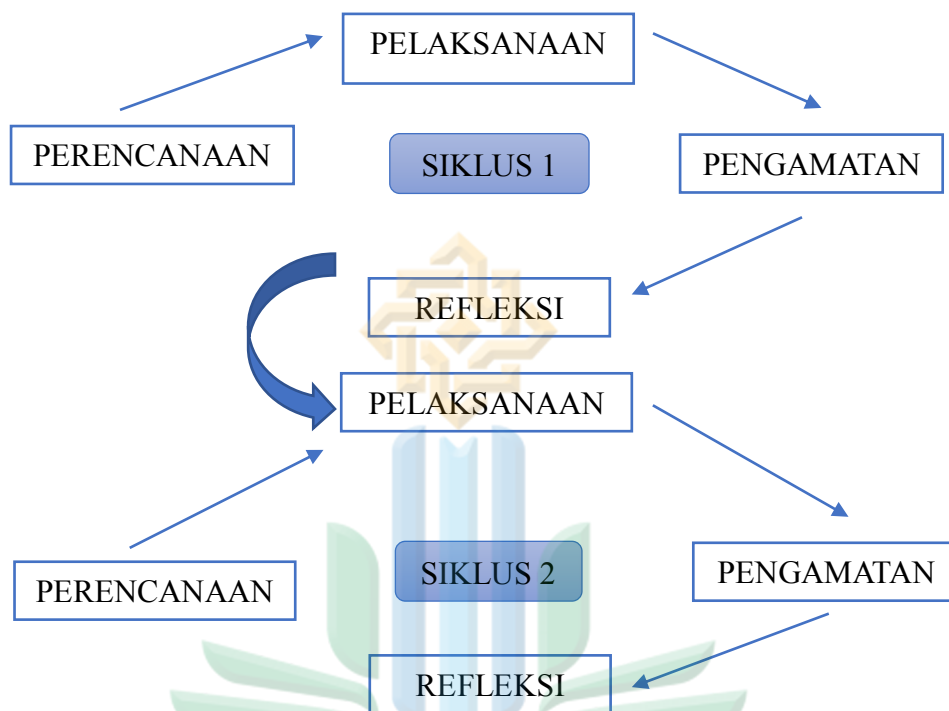 PELAKSANAAN
PERENCANAAN
SIKLUS 1
PENGAMATAN
REFLEKSI
PELAKSANAAN
PERENCANAAN
SIKLUS 2
PENGAMATAN
REFLEKSI